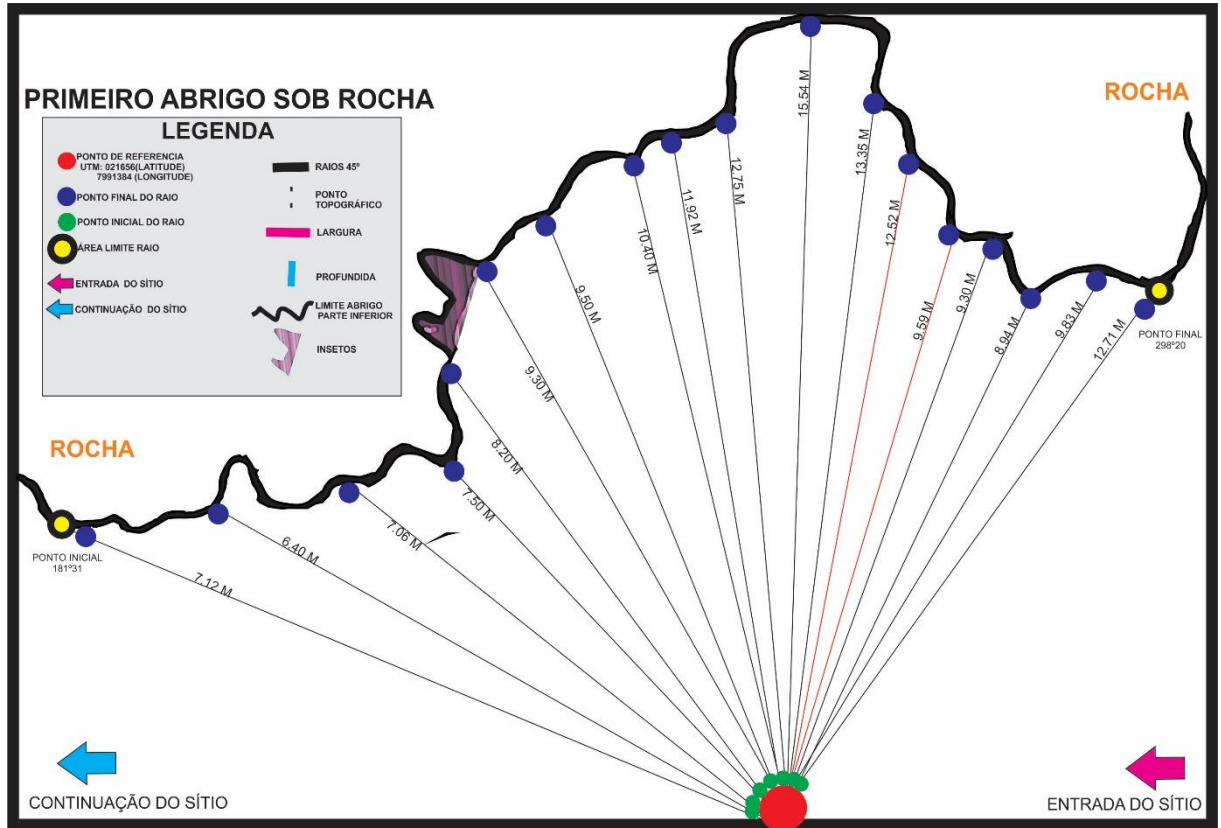 PRIMEIRO ABRIGO SOB ROCHA
LEGENDA
PONTO DE REFERENCIA
UTM: 021656(LATITUDE)
7991384 (LONGITUDE)
PONTO FINAL DO RAIO
PONTO INICIAL DO RAIO
ÁREA LIMITE RAIO
ENTRADA DO SÍTIO
CONTINUAÇÃO DO SÍTIO
RAIOS 45º
PONTO
TOPOGRÁFICO
LARGURA
PROFUNDIDA
LIMITE ABRIGO
PARTE INFERIOR
INSETOS
ROCHA
ROCHA
PONTO INICIAL
181º31
7.12 M
6.40 M
7.06 M
7.50 M
8.20 M
9.30 M
9.50 M
10.40 M
11.92 M
12.75 M
15.54 M
13.35 M
12.52 M
9.59 M
9.30 M
8.94 M
9.83 M
12.71 M
PONTO FINAL
298º20
CONTINUAÇÃO DO SÍTIO
ENTRADA DO SÍTIO